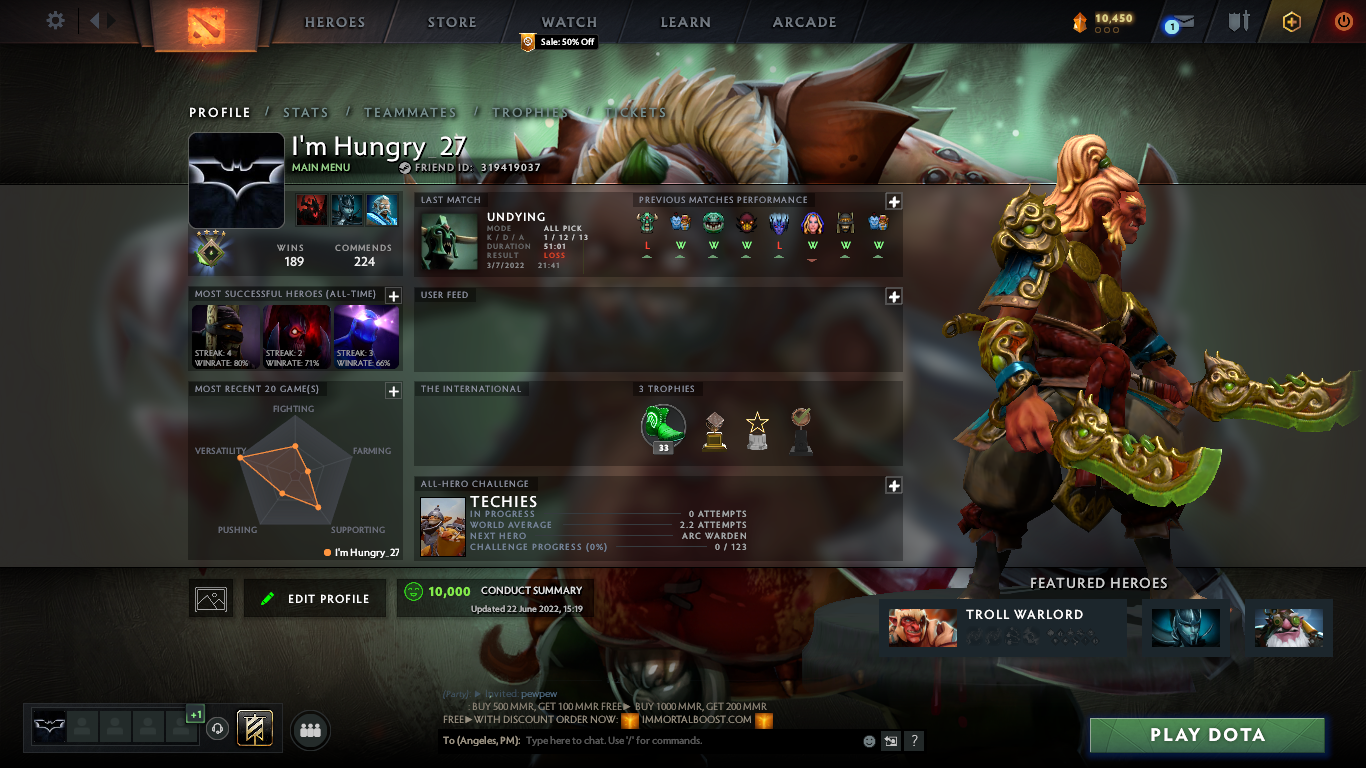 HEROES STORE WATCH LEARN ARCADE
10,450
1
Sale: 50% Off
PROFILE / STATS / TEAMMATES / TROPHIES / TICKETS
I'm Hungry_27
MAIN MENU
FRIEND ID: 319419037
WINS
189
COMMENDS
224
LAST MATCH
UNDYING
MODE ALL PICK
K / D / A 1 / 12 / 13
DURATION 51:01
RESULT LOSS
3/7/2022 21:41
PREVIOUS MATCHES PERFORMANCE
L W W W L W W W
MOST SUCCESSFUL HEROES (ALL-TIME)
STREAK: 4
WINRATE: 80%
STREAK: 2
WINRATE: 71%
STREAK: 3
WINRATE: 66%
USER FEED
MOST RECENT 20 GAME(S)
FIGHTING
VERSATILITY
FARMING
PUSHING
SUPPORTING
I'm Hungry_27
THE INTERNATIONAL
3 TROPHIES
33
ALL-HERO CHALLENGE
TECHIES
IN PROGRESS 0 ATTEMPTS
WORLD AVERAGE 2.2 ATTEMPTS
NEXT HERO ARC WARDEN
CHALLENGE PROGRESS (0%) 0 / 123
EDIT PROFILE
10,000 CONDUCT SUMMARY
Updated 22 June 2022, 15:19
FEATURED HEROES
TROLL WARLORD
+1
[Party]: ► Invited: pewpew
: BUY 500 MMR, GET 100 MMR FREE► BUY 1000 MMR, GET 200 MMR
FREE►WITH DISCOUNT ORDER NOW: IMMORTALBOOST.COM
To (Angeles, PM): Type here to chat. Use '/' for commands.
?
PLAY DOTA